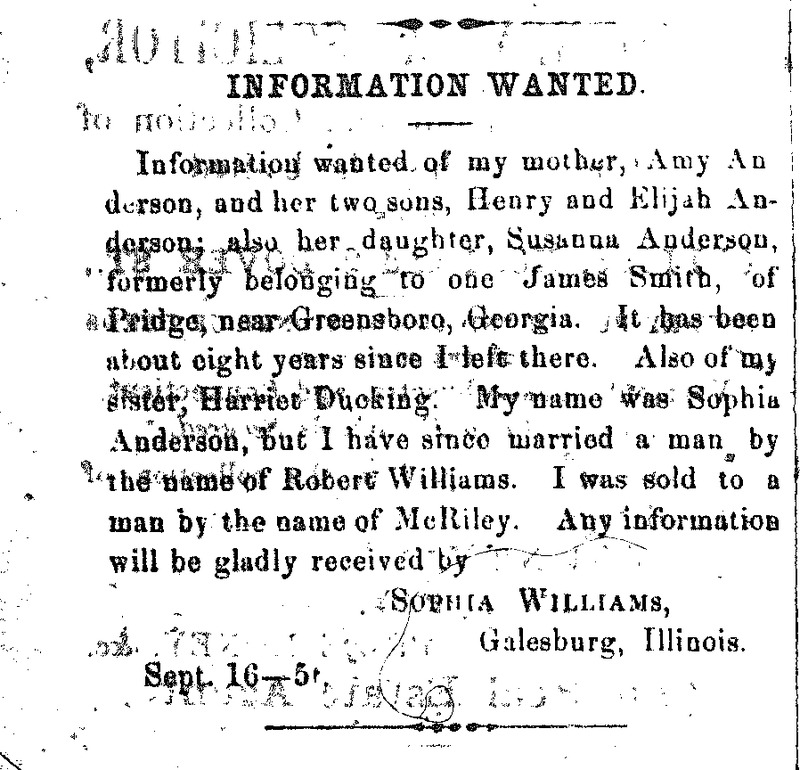 INFORMATION WANTED.
Information wanted of my mother, Amy An
derson, and her two sons, Henry and Elijah An-
derson; also her daughter, Susanna Anderson,
formerly belonging to one James Smith, of
Pridge, near Greensboro, Georgia. It has been
about eight years since I left there. Also of my
sister, Harriet Ducking. My name was Sophia
Anderson, but I have since married a man by
the name of Robert Williams. I was sold to a
man by the name of McRiley. Any information
will be gladly received by
SOPHIA WILLIAMS,
Galesburg, Illinois.
Sept. 16—5t.